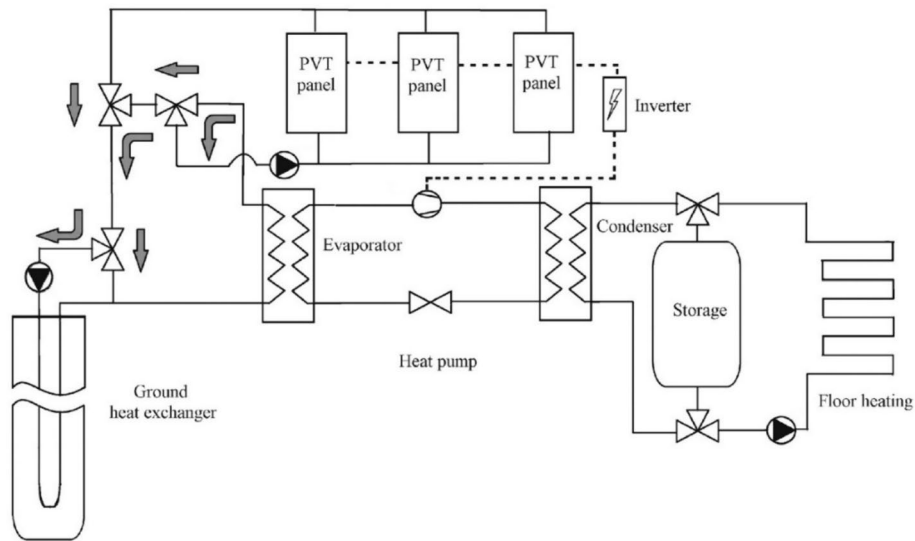 PVT
panel
PVT
panel
PVT
panel
Inverter
Evaporator
Condenser
Storage
Heat pump
Ground
heat exchanger
Floor heating